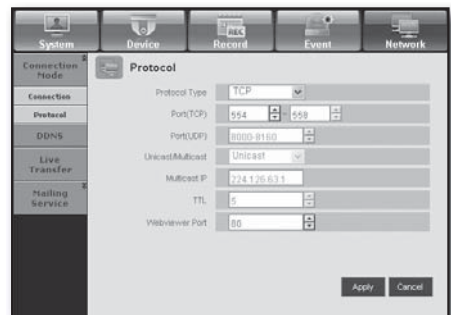 System Device Record Event Network
REC
Connection Mode
Connection
Protocol
DDNS
Live Transfer
Mailing Service
Protocol
Protocol Type TCP
Port(TCP) 554 - 558
Port(UDP) 8000-8160
Unicast/Multicast Unicast
Multicast IP 224.126.63.1
TTL 5
Webviewer Port 80
Apply Cancel